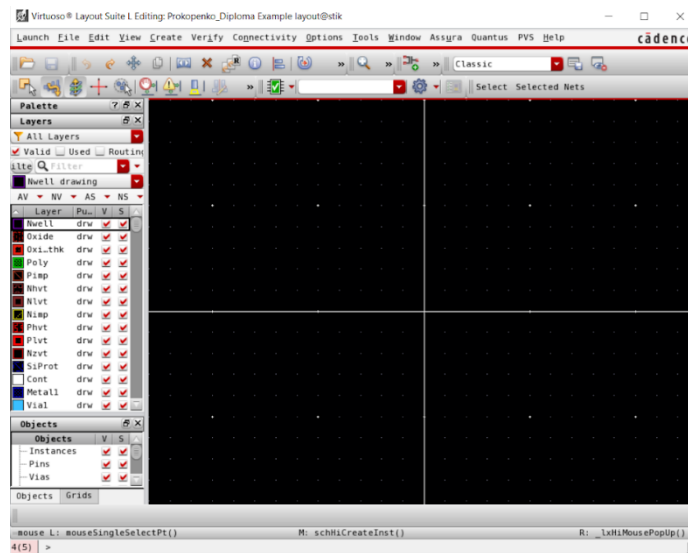 Virtuoso® Layout Suite L Editing: Prokopenko_Diploma Example layout@stik
Launch File Edit View Create Verify Connectivity Options Tools Window Assura Quantus PVS Help cādence
» » » Classic
» Select Selected Nets
Palette
Layers
All Layers
Valid Used Routing
Filter
Nwell drawing
AV NV AS NS
Layer Pu… V S
Nwell drw
Oxide drw
Oxi…thk drw
Poly drw
Pimp drw
Nhvt drw
Nlvt drw
Nimp drw
Phvt drw
Plvt drw
Nzvt drw
SiProt drw
Cont drw
Metal1 drw
Via1 drw
Objects
Objects V S
Instances
Pins
Vias
Objects Grids
mouse L: mouseSingleSelectPt() M: schHiCreateInst() R: _lxHiMousePopUp()
4(5) >